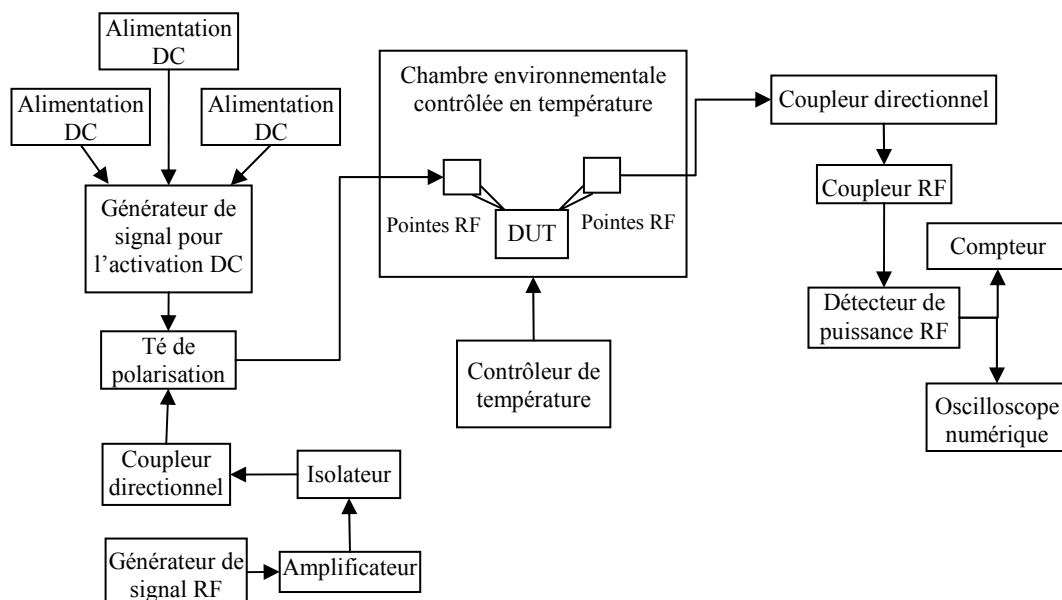 Alimentation
DC
Alimentation
DC
Alimentation
DC
Générateur de
signal pour
l’activation DC
Té de
polarisation
Coupleur
directionnel
Isolateur
Générateur de
signal RF
Amplificateur
Chambre environnementale
contrôlée en température
Pointes RF
DUT
Pointes RF
Contrôleur de
température
Coupleur directionnel
Coupleur RF
Détecteur de
puissance RF
Compteur
Oscilloscope
numérique